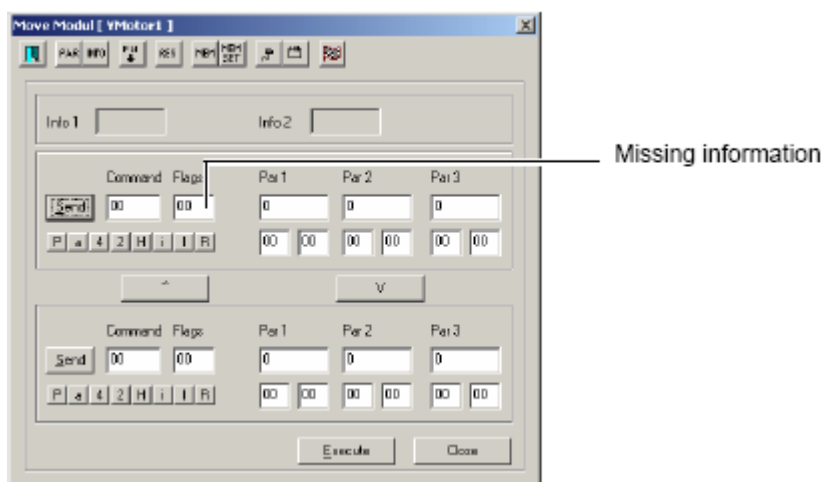 Move Modul [ YMotor1 ]
PAR INFO RES MEM MEM SET
Info 1 Info 2
Missing information
Command Flags Par 1 Par 2 Par 3
Send 00 00 0 0 0
P a 4 2 H i I R 00 00 00 00 00 00
^ V
Command Flags Par 1 Par 2 Par 3
Send 00 00 0 0 0
P a 4 2 H i I R 00 00 00 00 00 00
Execute Close